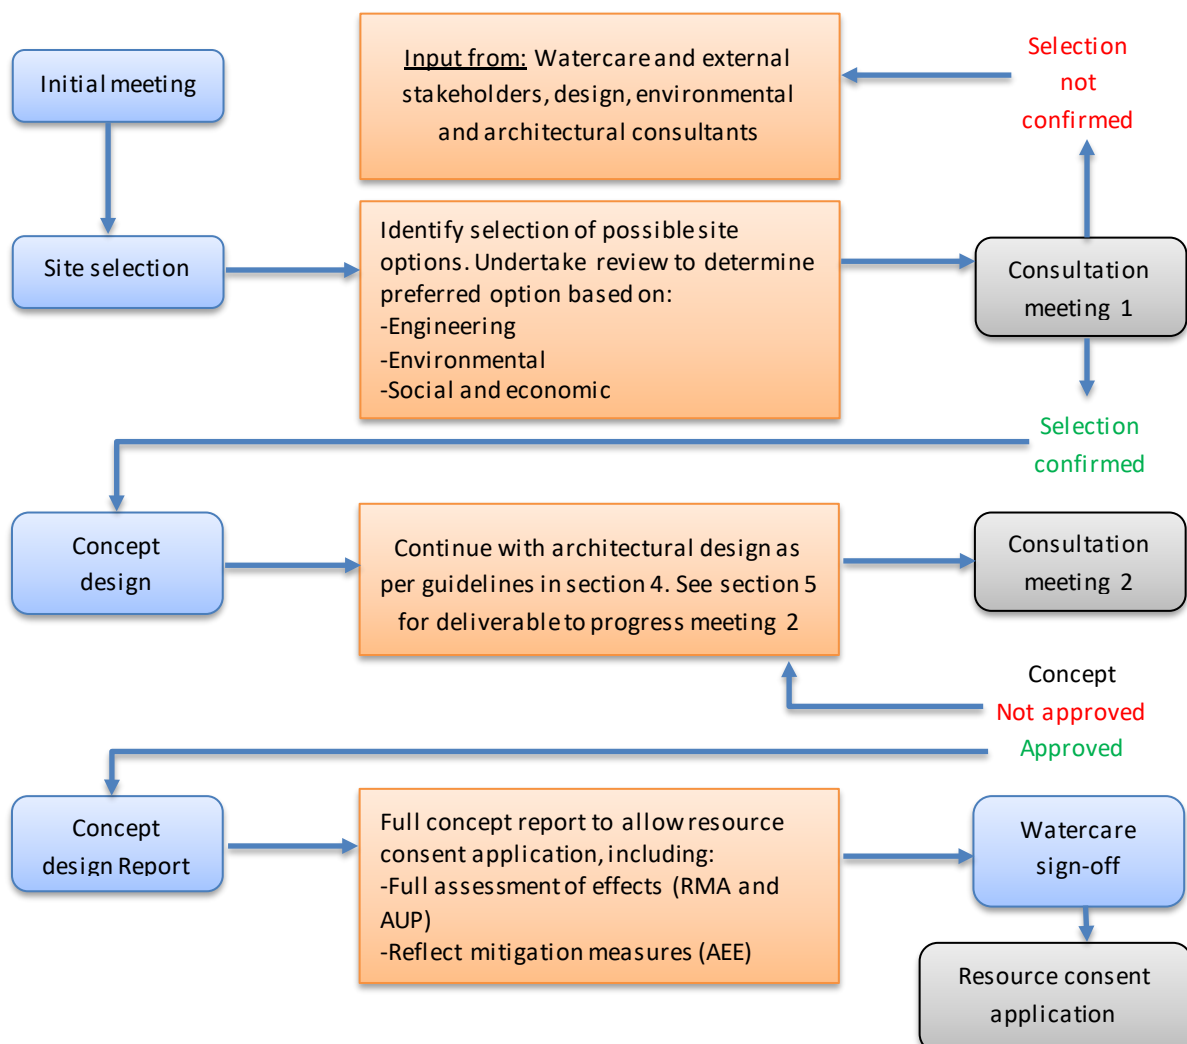 Initial meeting
Input from: Watercare and external
stakeholders, design, environmental
and architectural consultants
Selection
not
confirmed
Site selection
Identify selection of possible site
options. Undertake review to determine
preferred option based on:
-Engineering
-Environmental
-Social and economic
Consultation
meeting 1
Selection
confirmed
Concept
design
Continue with architectural design as
per guidelines in section 4. See section 5
for deliverable to progress meeting 2
Consultation
meeting 2
Concept
Not approved
Approved
Concept
design Report
Full concept report to allow resource
consent application, including:
-Full assessment of effects (RMA and
AUP)
-Reflect mitigation measures (AEE)
Watercare
sign-off
Resource consent
application